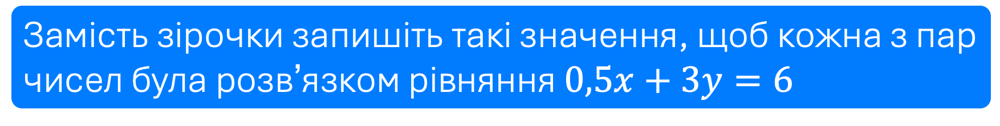 Замість зірочки запишіть такі значення, щоб кожна з пар
чисел була розв’язком рівняння 0,5x + 3y = 6